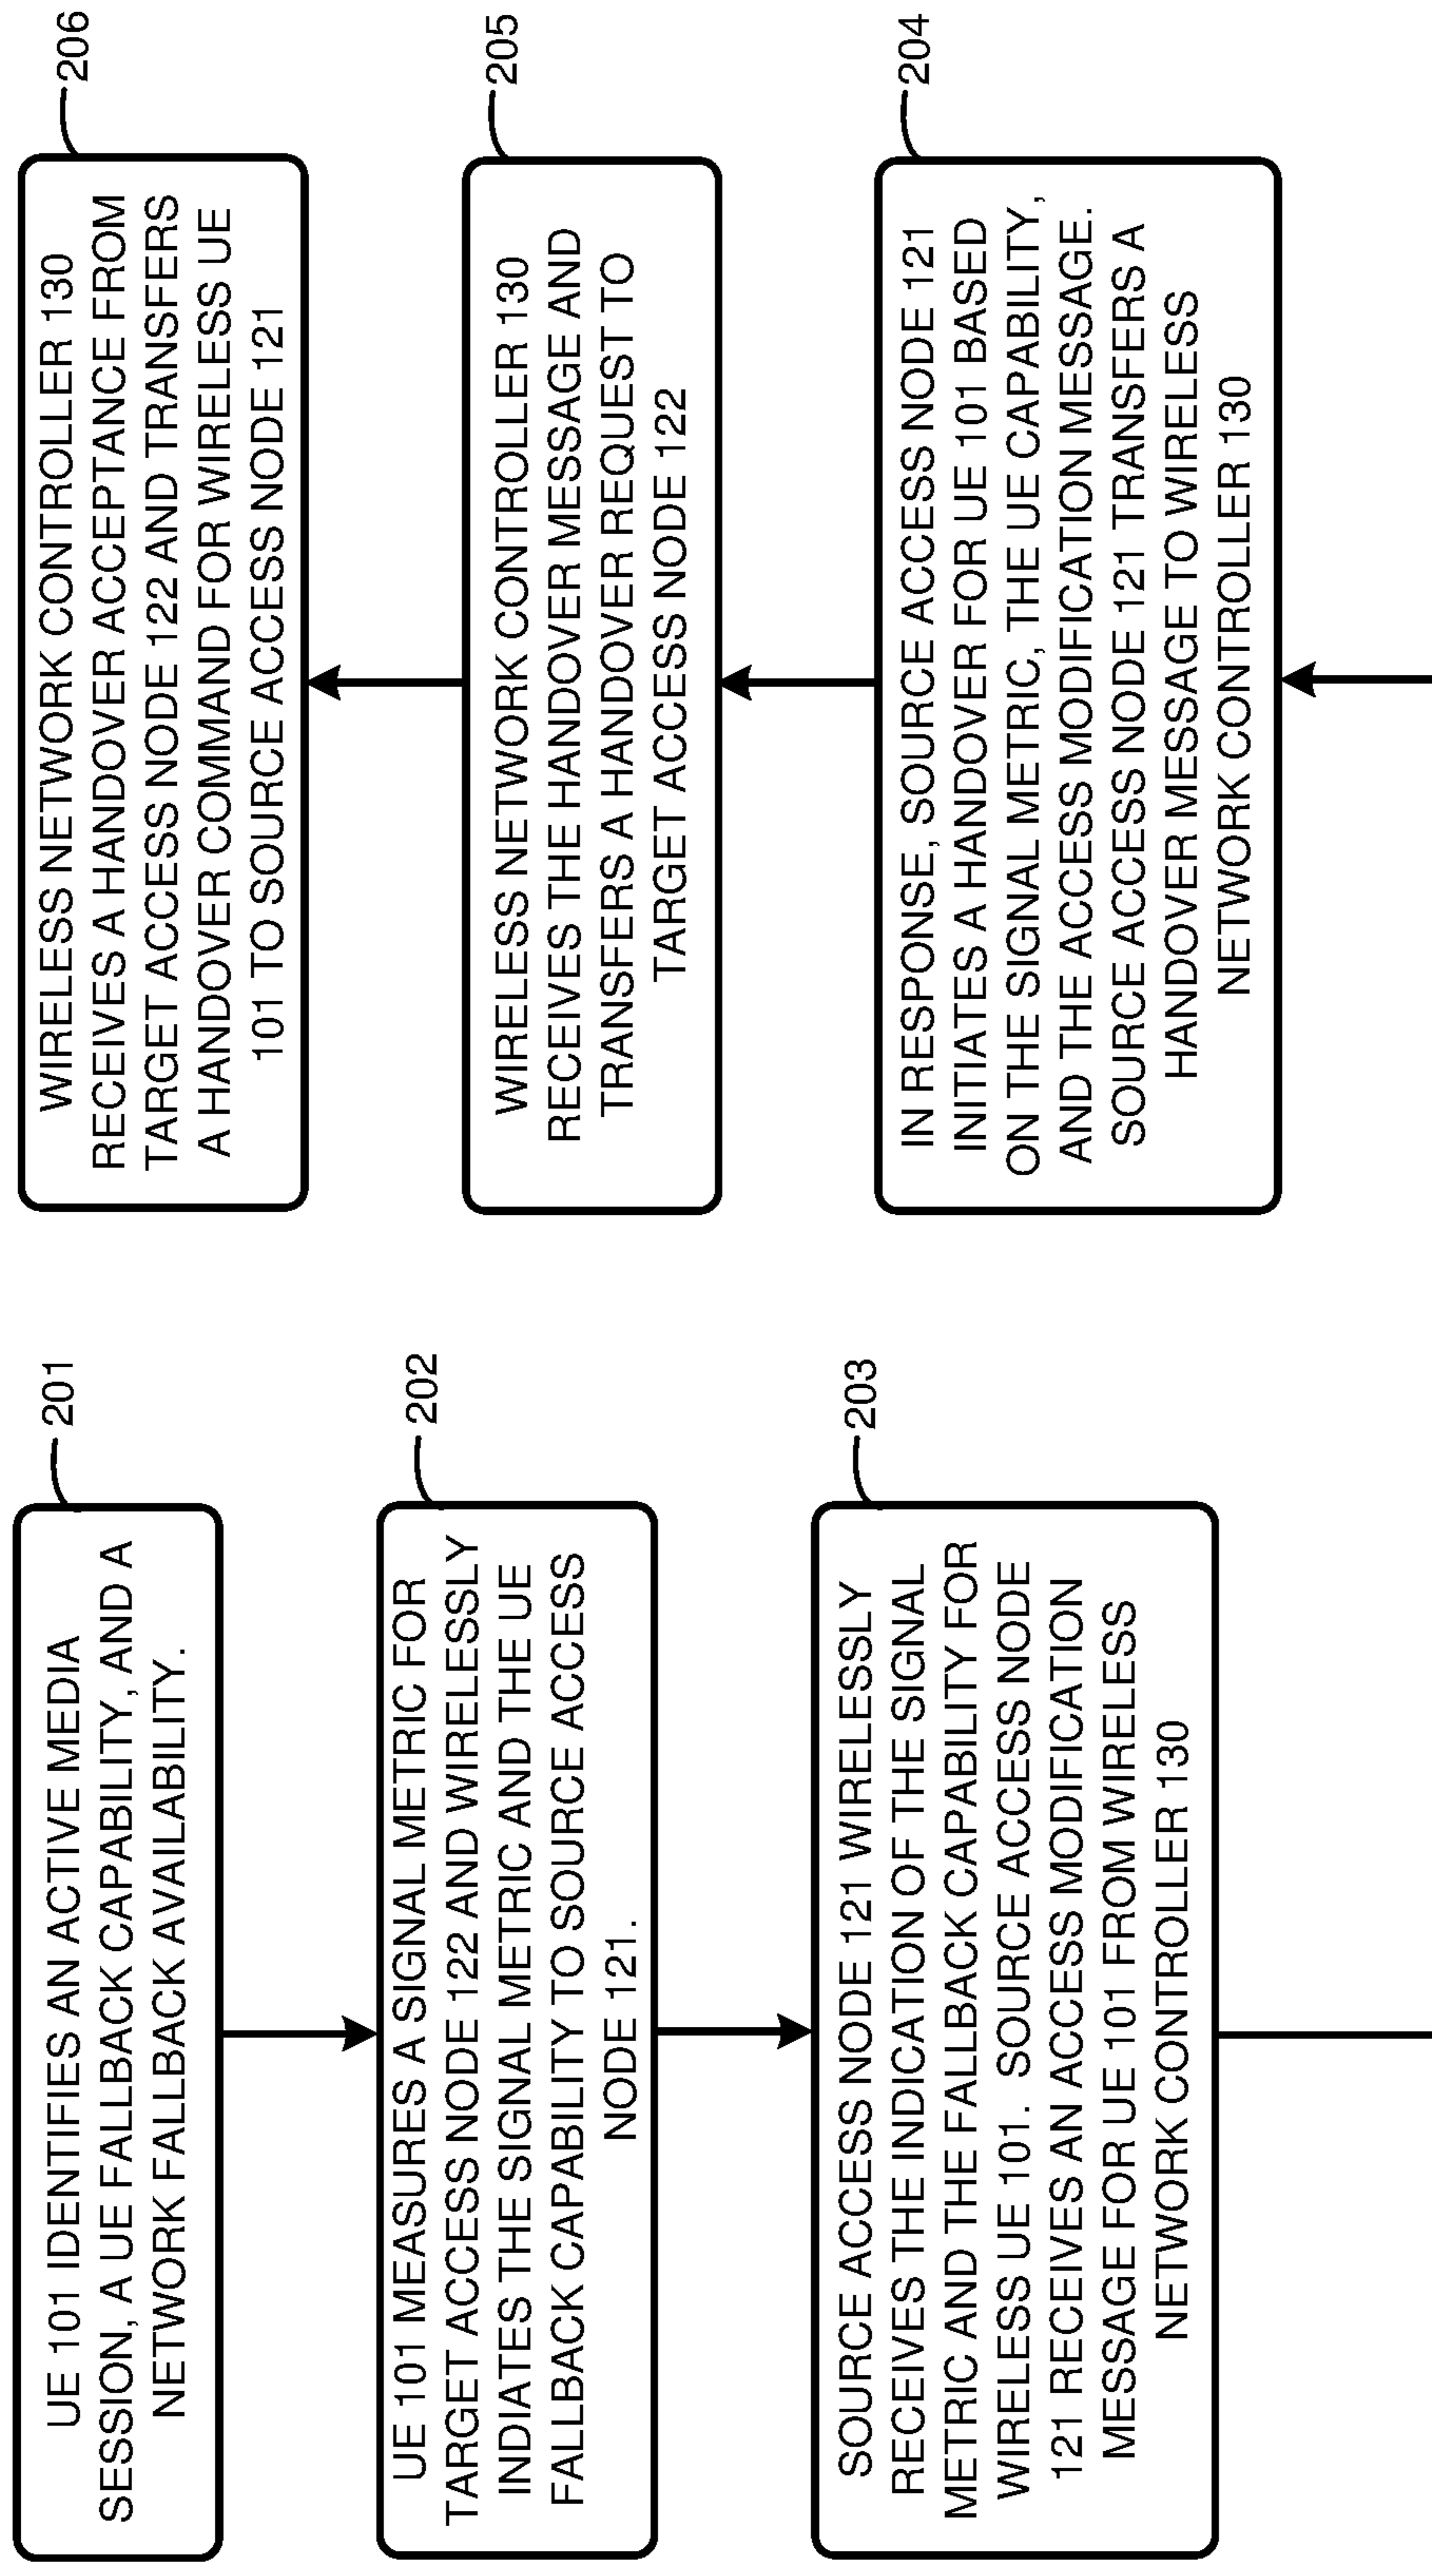 201
UE 101 IDENTIFIES AN ACTIVE MEDIA
SESSION, A UE FALLBACK CAPABILITY, AND A
NETWORK FALLBACK AVAILABILITY.
202
UE 101 MEASURES A SIGNAL METRIC FOR
TARGET ACCESS NODE 122 AND WIRELESSLY
INDIATES THE SIGNAL METRIC AND THE UE
FALLBACK CAPABILITY TO SOURCE ACCESS
NODE 121.
203
SOURCE ACCESS NODE 121 WIRELESSLY
RECEIVES THE INDICATION OF THE SIGNAL
METRIC AND THE FALLBACK CAPABILITY FOR
WIRELESS UE 101. SOURCE ACCESS NODE
121 RECEIVES AN ACCESS MODIFICATION
MESSAGE FOR UE 101 FROM WIRELESS
NETWORK CONTROLLER 130
204
IN RESPONSE, SOURCE ACCESS NODE 121
INITIATES A HANDOVER FOR UE 101 BASED
ON THE SIGNAL METRIC, THE UE CAPABILITY,
AND THE ACCESS MODIFICATION MESSAGE.
SOURCE ACCESS NODE 121 TRANSFERS A
HANDOVER MESSAGE TO WIRELESS
NETWORK CONTROLLER 130
205
WIRELESS NETWORK CONTROLLER 130
RECEIVES THE HANDOVER MESSAGE AND
TRANSFERS A HANDOVER REQUEST TO
TARGET ACCESS NODE 122
206
WIRELESS NETWORK CONTROLLER 130
RECEIVES A HANDOVER ACCEPTANCE FROM
TARGET ACCESS NODE 122 AND TRANSFERS
A HANDOVER COMMAND FOR WIRELESS UE
101 TO SOURCE ACCESS NODE 121